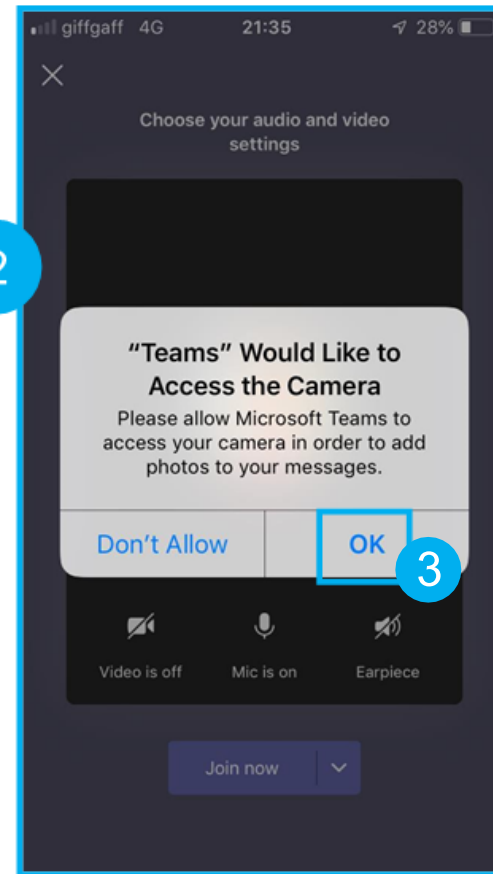 giffgaff 4G 21:35 28%
Choose your audio and video
settings
2
“Teams” Would Like to
Access the Camera
Please allow Microsoft Teams to
access your camera in order to add
photos to your messages.
Don’t Allow OK
3
Video is off Mic is on Earpiece
Join now